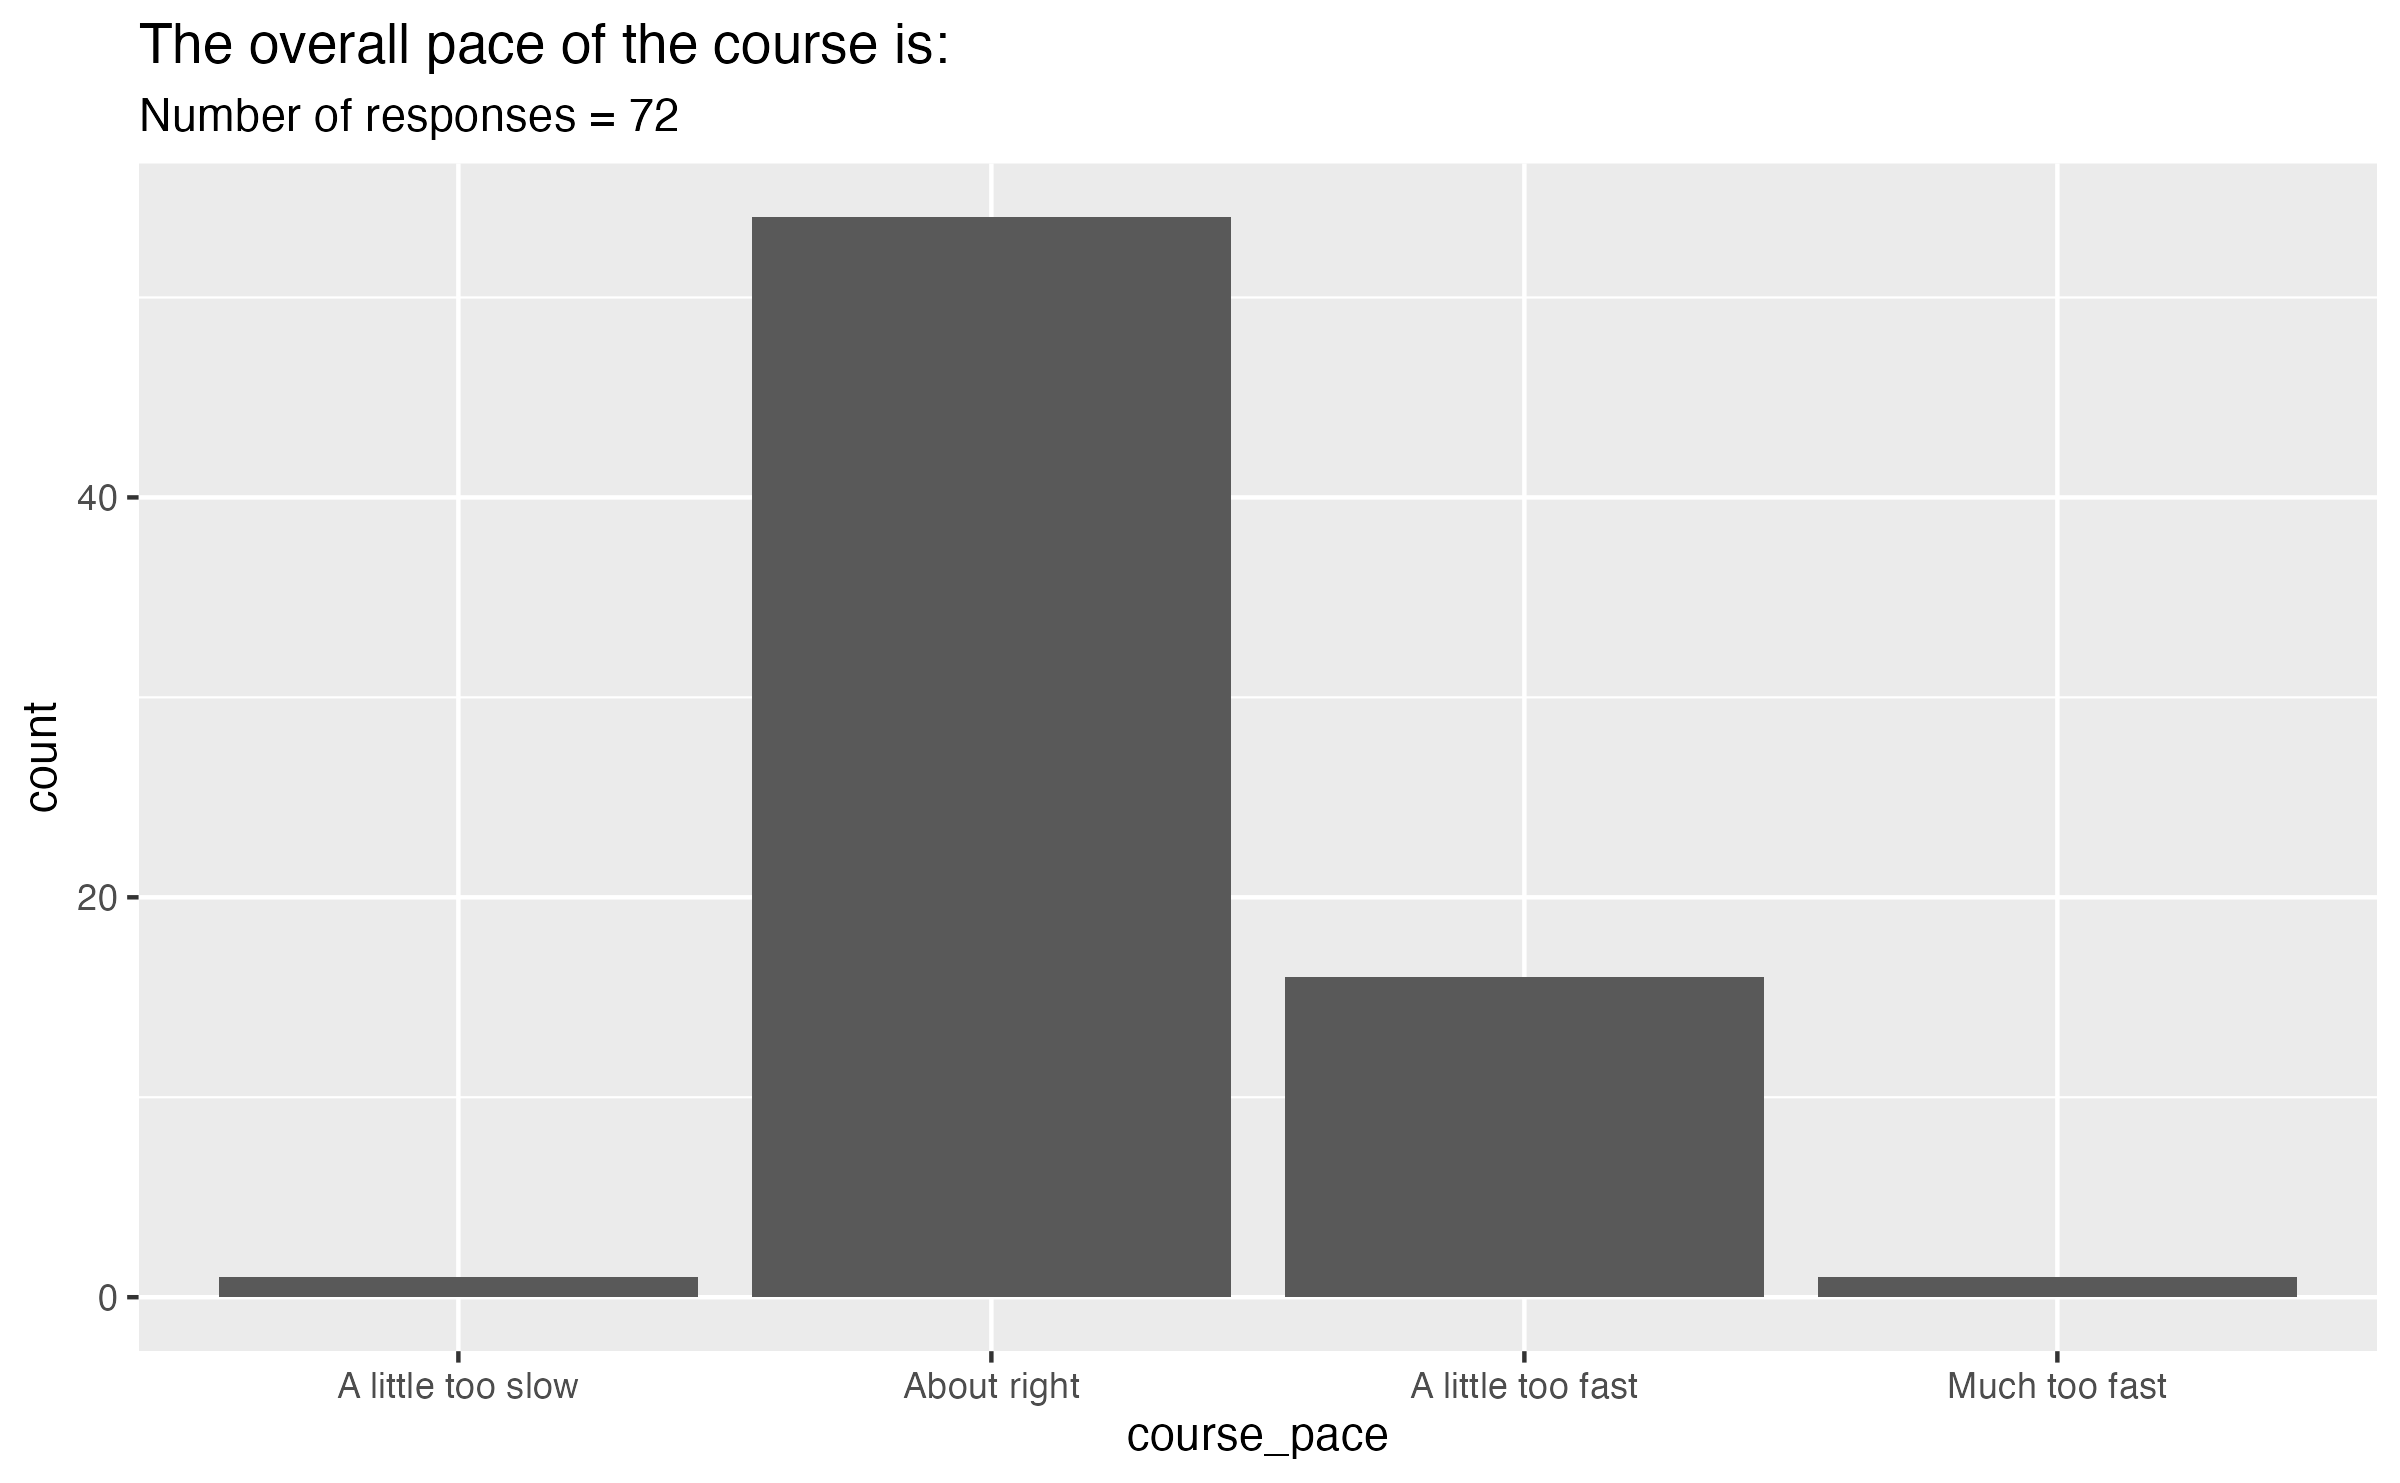 The overall pace of the course is:
Number of responses = 72
count
40
20
0
A little too slow
About right
A little too fast
Much too fast
course_pace